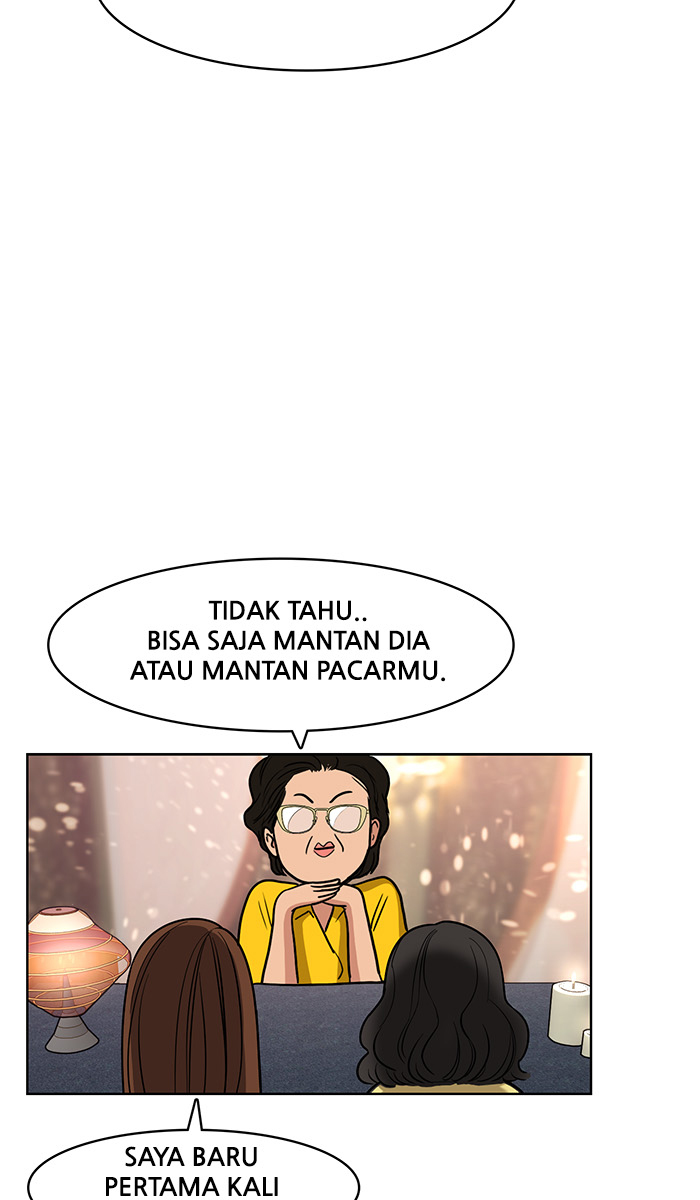 TIDAK TAHU..
BISA SAJA MANTAN DIA
ATAU MANTAN PACARMU.
SAYA BARU
PERTAMA KALI